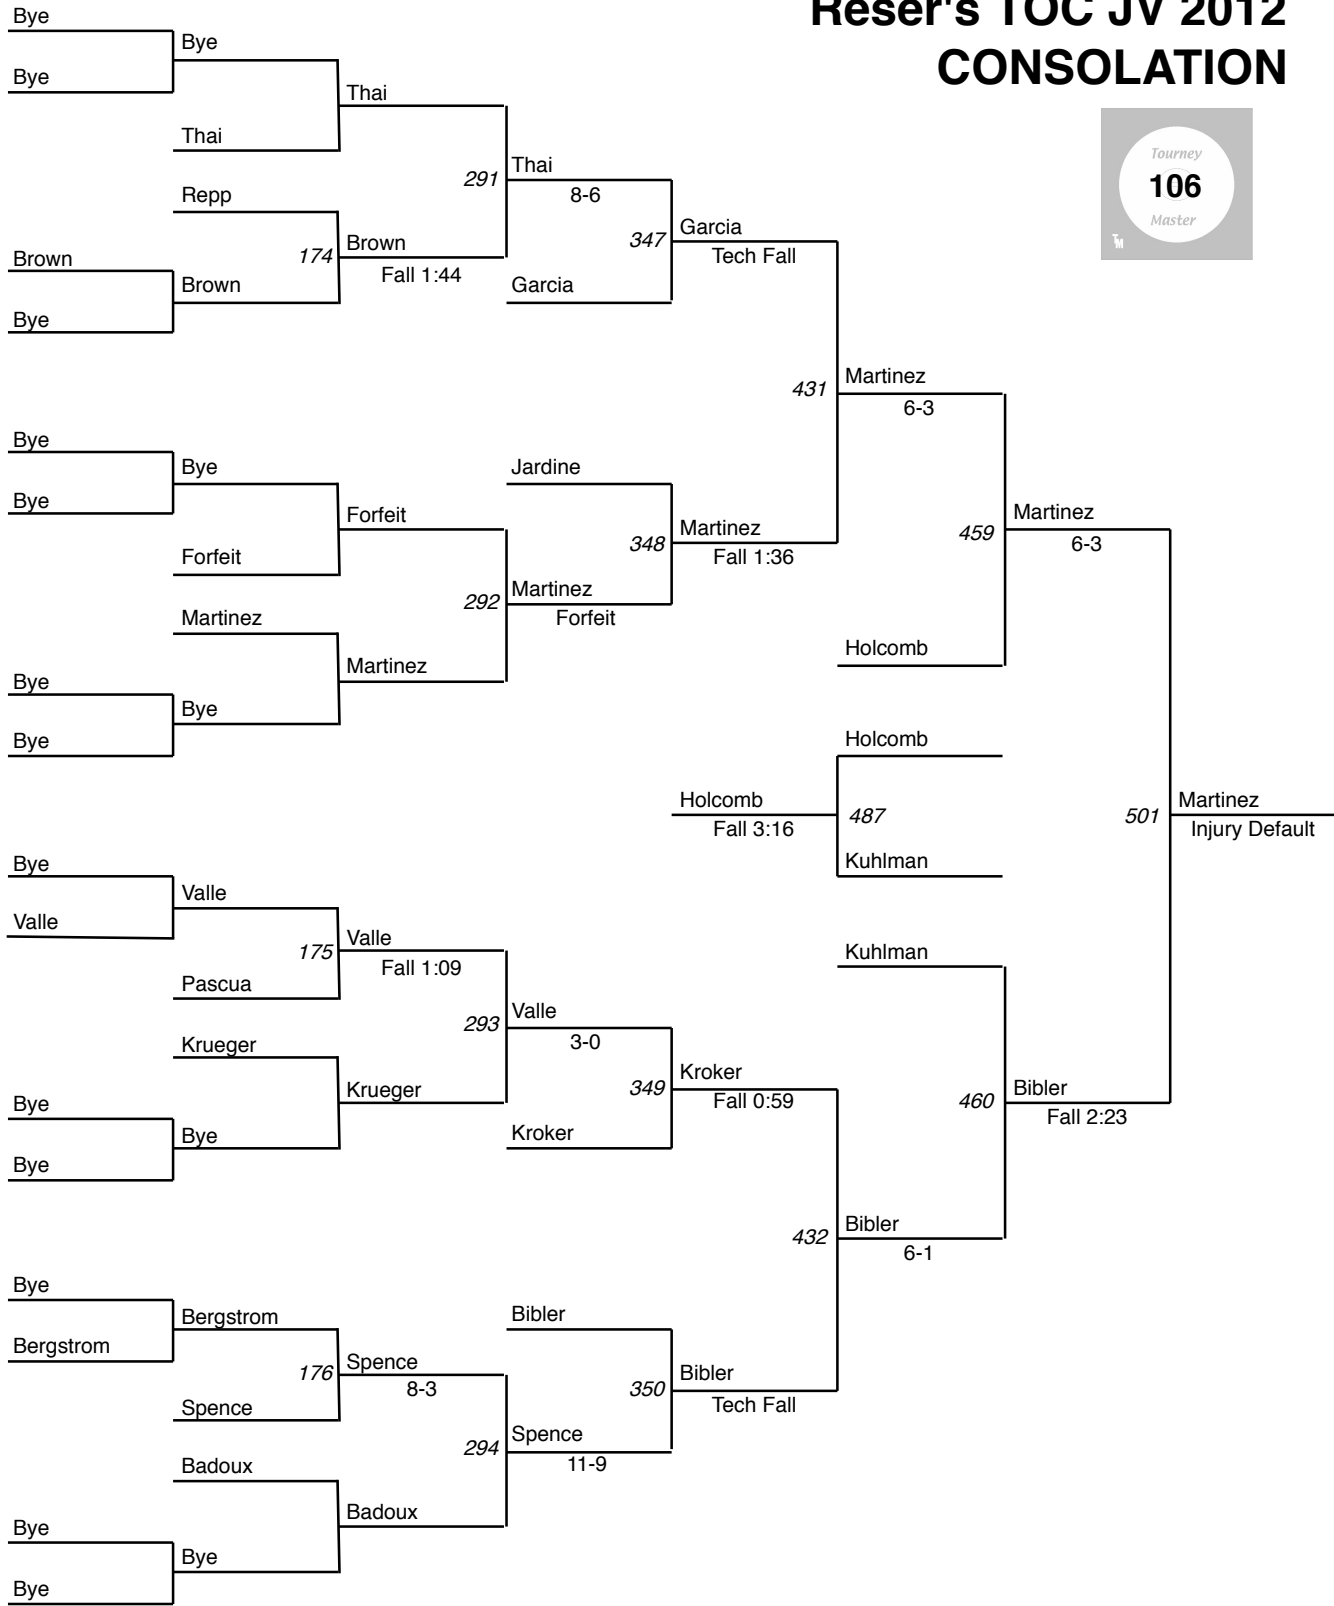 Reser's TOC JV 2012
CONSOLATION
Tourney
106
Master
TM
Bye
Bye
Bye
Thai
Thai
291
Thai
8-6
Repp
174
Brown
Fall 1:44
347
Garcia
Tech Fall
Brown
Brown
Garcia
Bye
431
Martinez
6-3
Bye
Bye
Jardine
Bye
Forfeit
Forfeit
348
Martinez
Fall 1:36
459
Martinez
6-3
292
Martinez
Forfeit
Martinez
Martinez
Holcomb
Bye
Bye
Bye
Holcomb
Holcomb
Fall 3:16
487
Kuhlman
501
Martinez
Injury Default
Bye
Valle
Valle
175
Valle
Fall 1:09
Kuhlman
Pascua
293
Valle
3-0
Krueger
Krueger
349
Kroker
Fall 0:59
460
Bibler
Fall 2:23
Bye
Bye
Kroker
Bye
432
Bibler
6-1
Bye
Bergstrom
Bibler
Bergstrom
176
Spence
8-3
350
Bibler
Tech Fall
Spence
294
Spence
11-9
Badoux
Badoux
Bye
Bye
Bye